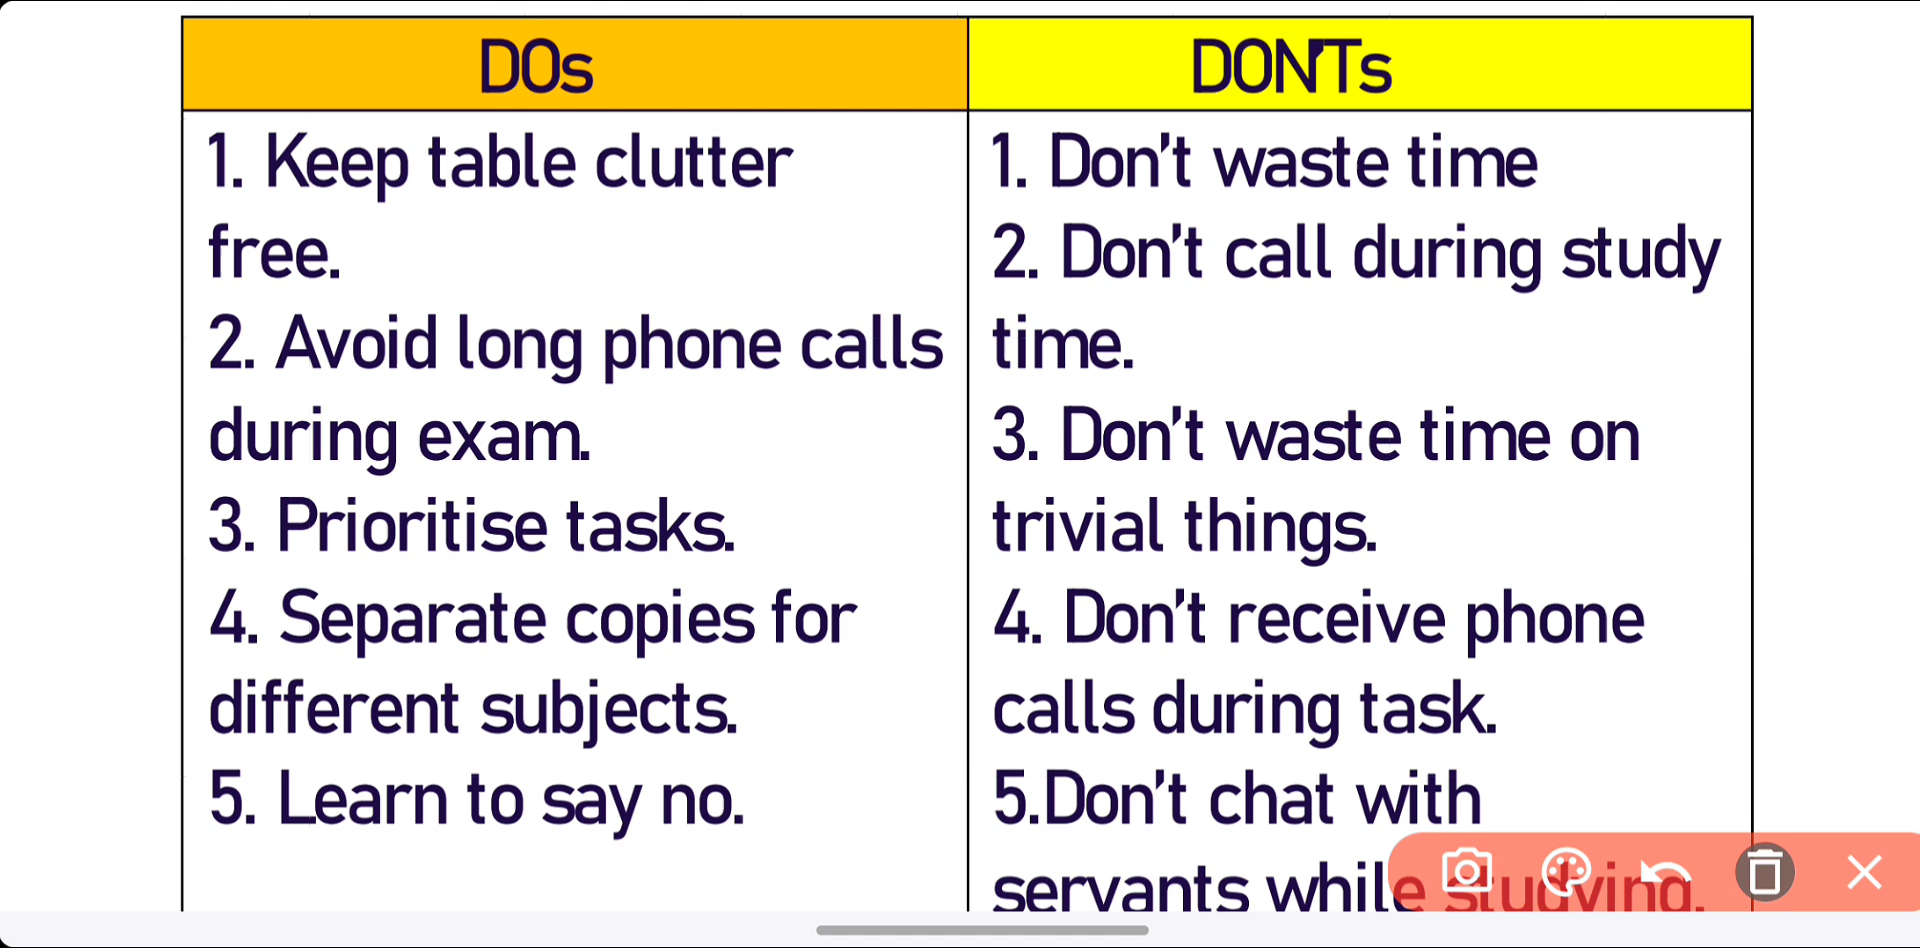 DOs
DON'Ts
1. Keep table clutter
free.
2. Avoid long phone calls
during exam.
3. Prioritise tasks.
4. Separate copies for
different subjects.
5. Learn to say no.
1. Don't waste time
2. Don't call during study
time.
3. Don't waste time on
trivial things.
4. Don't receive phone
calls during task.
5.Don't chat with
servants while studying.